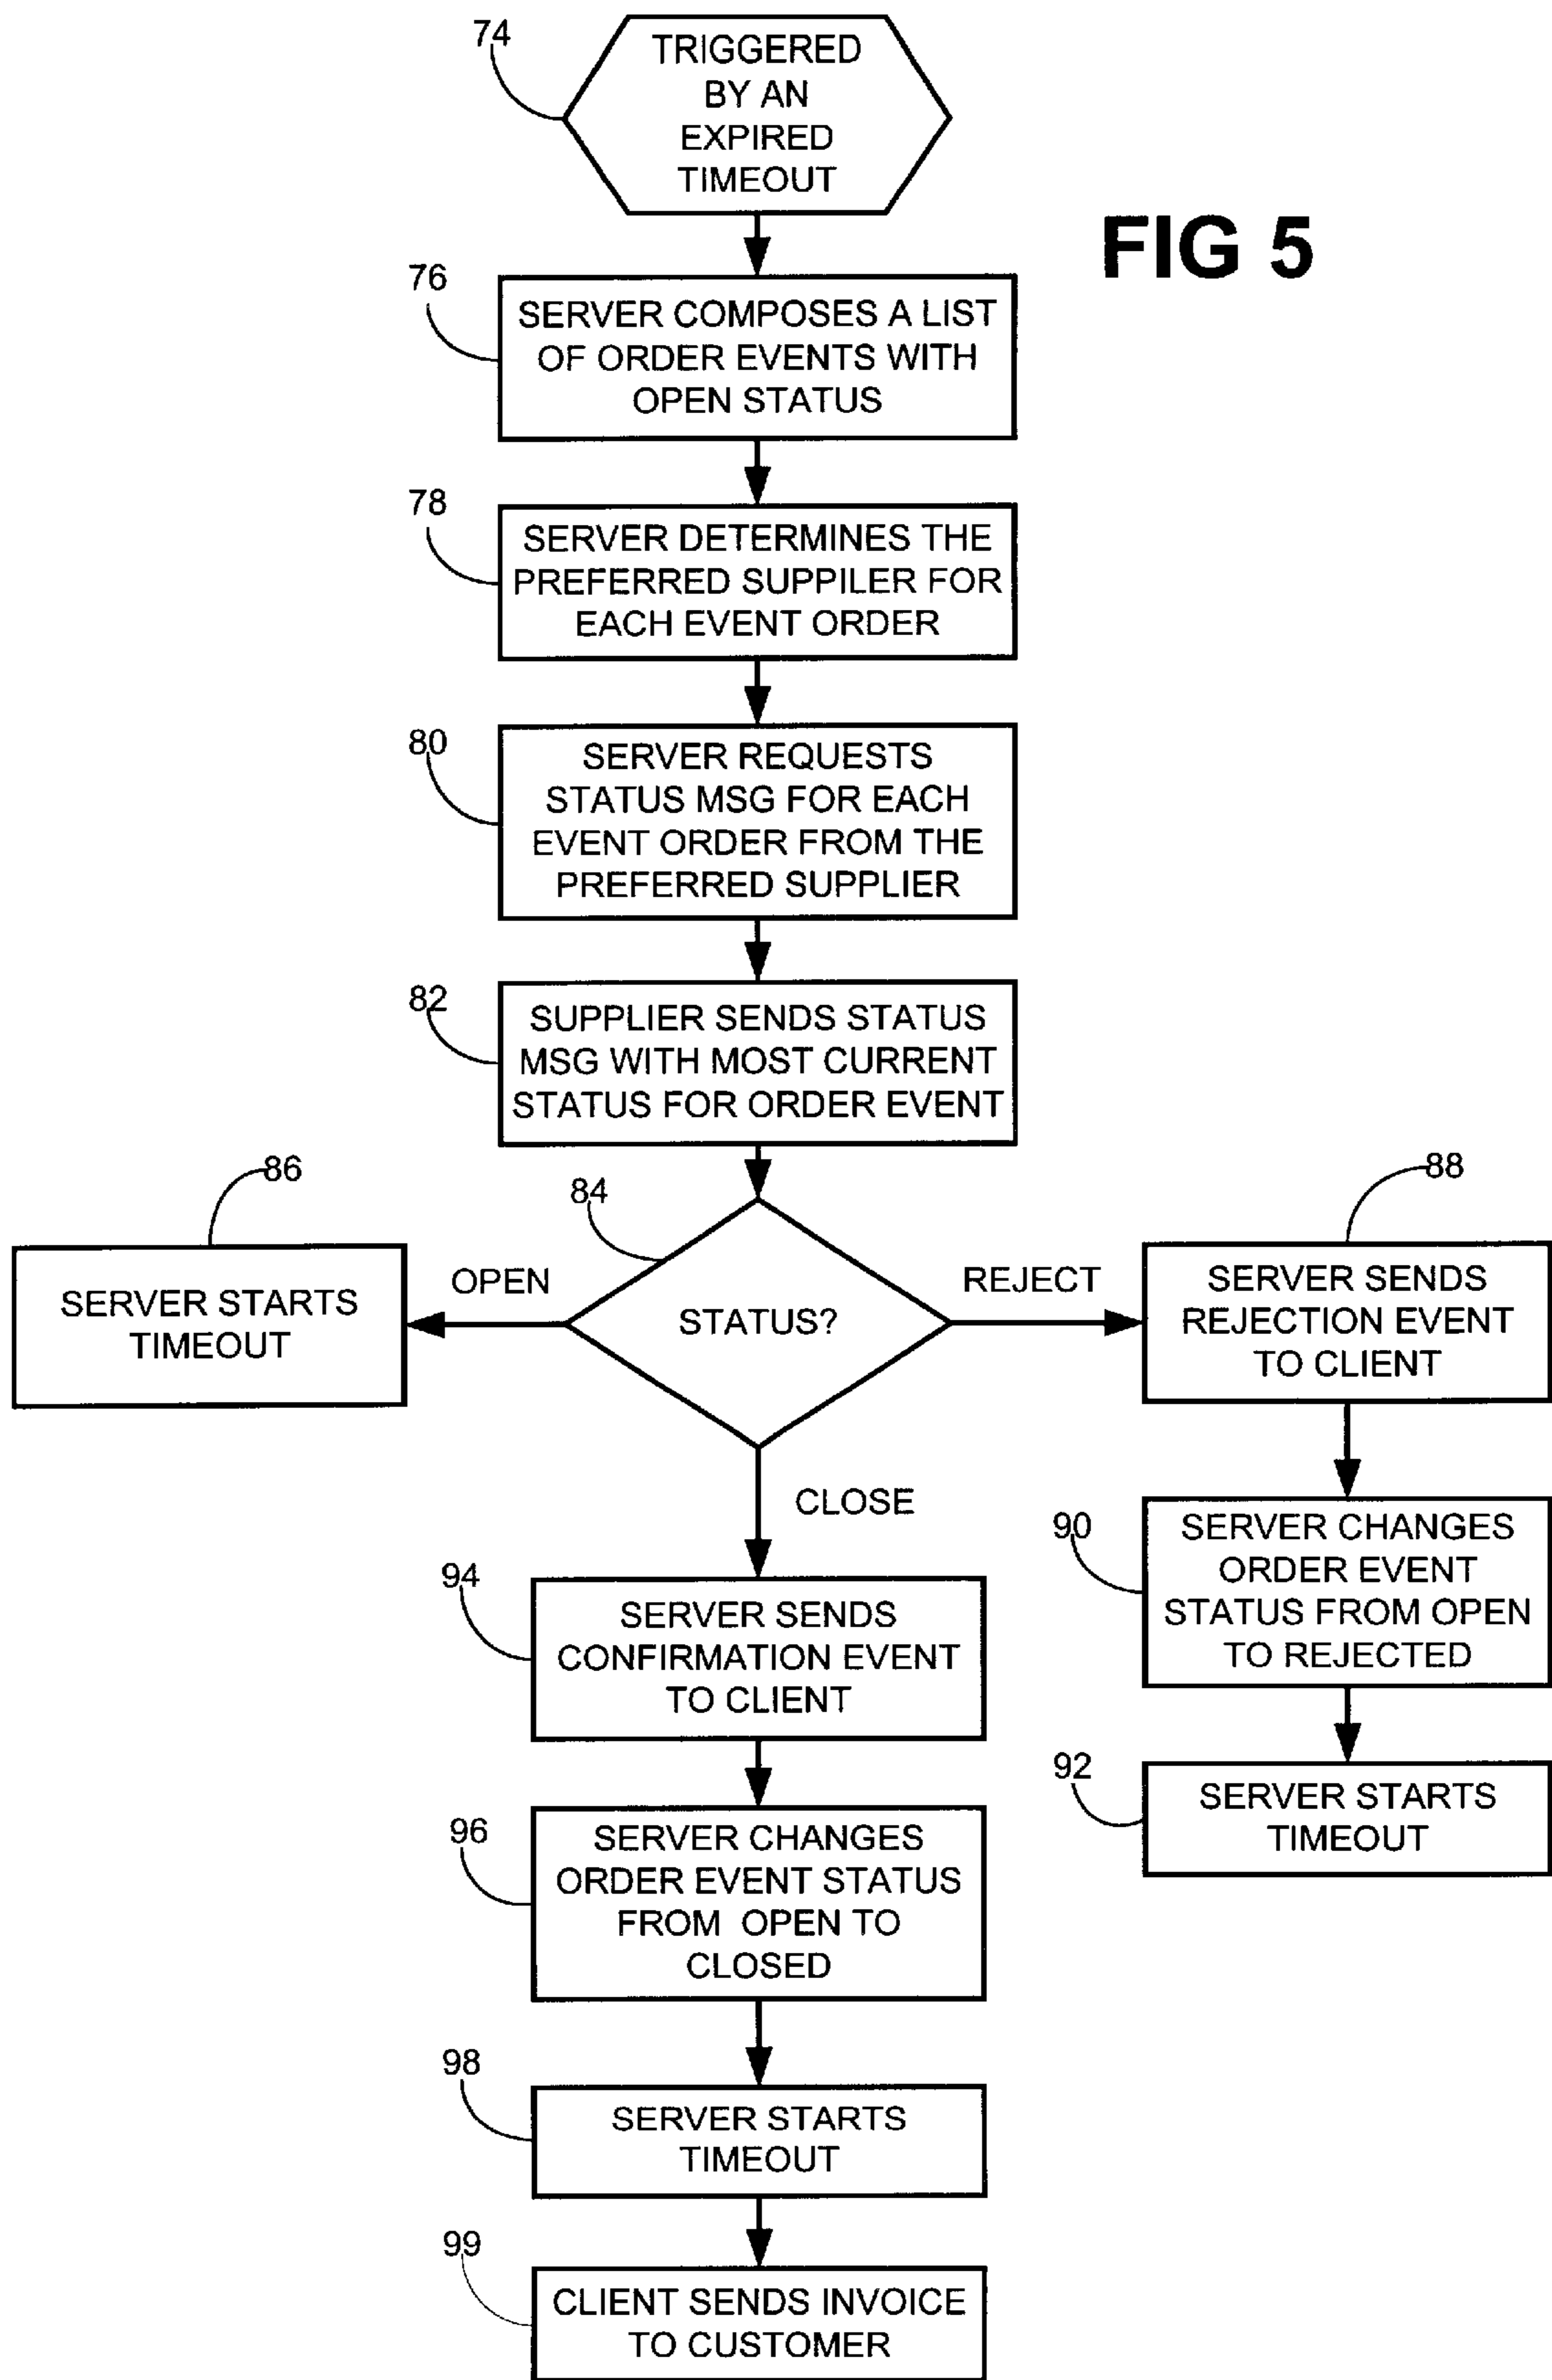 74
TRIGGERED
BY AN
EXPIRED
TIMEOUT
FIG 5
76
SERVER COMPOSES A LIST
OF ORDER EVENTS WITH
OPEN STATUS
78
SERVER DETERMINES THE
PREFERRED SUPPILER FOR
EACH EVENT ORDER
80
SERVER REQUESTS
STATUS MSG FOR EACH
EVENT ORDER FROM THE
PREFERRED SUPPLIER
82
SUPPLIER SENDS STATUS
MSG WITH MOST CURRENT
STATUS FOR ORDER EVENT
84
STATUS?
OPEN
86
SERVER STARTS
TIMEOUT
REJECT
88
SERVER SENDS
REJECTION EVENT
TO CLIENT
90
SERVER CHANGES
ORDER EVENT
STATUS FROM OPEN
TO REJECTED
92
SERVER STARTS
TIMEOUT
CLOSE
94
SERVER SENDS
CONFIRMATION EVENT
TO CLIENT
96
SERVER CHANGES
ORDER EVENT STATUS
FROM OPEN TO
CLOSED
98
SERVER STARTS
TIMEOUT
99
CLIENT SENDS INVOICE
TO CUSTOMER